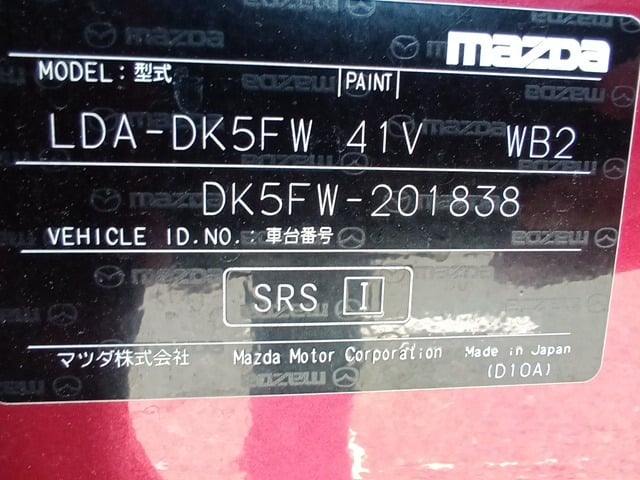 mazda
MODEL：型式 PAINT
LDA-DK5FW 41V WB2
DK5FW-201838
VEHICLE ID.NO.：車台番号
SRS I
マツダ株式会社 Mazda Motor Corporation Made in Japan
(D10A)